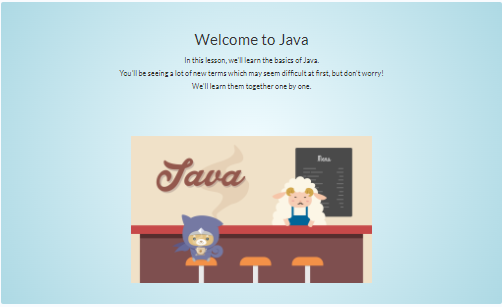 Welcome to Java
In this lesson, we'll learn the basics of Java.
You'll be seeing a lot of new terms which may seem difficult at first, but don't worry!
We'll learn them together one by one.
Java
Menu